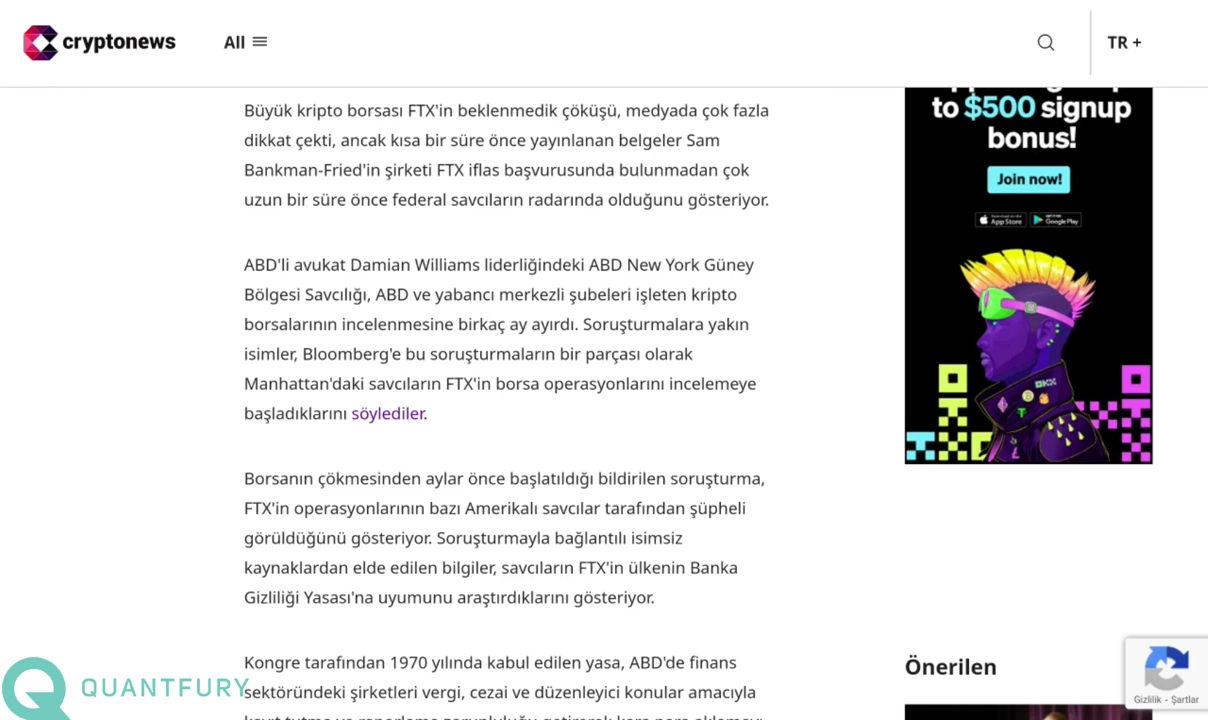 cryptonews
All
TR +
Büyük kripto borsası FTX'in beklenmedik çöküşü, medyada çok fazla
dikkat çekti, ancak kısa bir süre önce yayınlanan belgeler Sam
Bankman-Fried'in şirketi FTX iflas başvurusunda bulunmadan çok
uzun bir süre önce federal savcıların radarında olduğunu gösteriyor.
ABD'li avukat Damian Williams liderliğindeki ABD New York Güney
Bölgesi Savcılığı, ABD ve yabancı merkezli şubeleri işleten kripto
borsalarının incelenmesine birkaç ay ayırdı. Soruşturmalara yakın
isimler, Bloomberg'e bu soruşturmaların bir parçası olarak
Manhattan'daki savcıların FTX'in borsa operasyonlarını incelemeye
başladıklarını söylediler.
Borsanın çökmesinden aylar önce başlatıldığı bildirilen soruşturma,
FTX'in operasyonlarının bazı Amerikalı savcılar tarafından şüpheli
görüldüğünü gösteriyor. Soruşturmayla bağlantılı isimsiz
kaynaklardan elde edilen bilgiler, savcıların FTX'in ülkenin Banka
Gizliliği Yasası'na uyumunu araştırdıklarını gösteriyor.
Kongre tarafından 1970 yılında kabul edilen yasa, ABD'de finans
sektöründeki şirketleri vergi, cezai ve düzenleyici konular amacıyla
to $500 signup
bonus!
Join now!
App Store
Google Play
OKX
Önerilen
Gizlilik - Şartlar
QUANTFURY